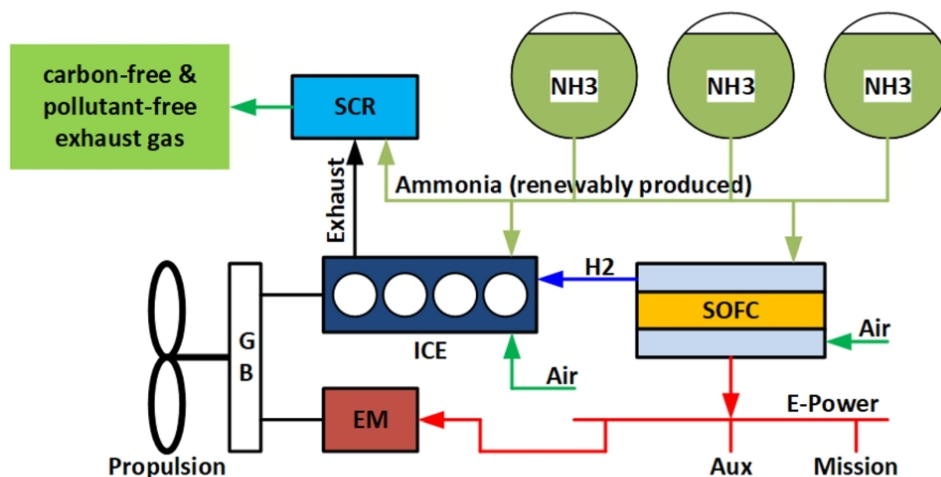 carbon-free &
pollutant-free
exhaust gas
SCR
NH3
NH3
NH3
Exhaust
Ammonia (renewably produced)
H2
SOFC
G
B
ICE
Air
Air
EM
E-Power
Propulsion
Aux
Mission